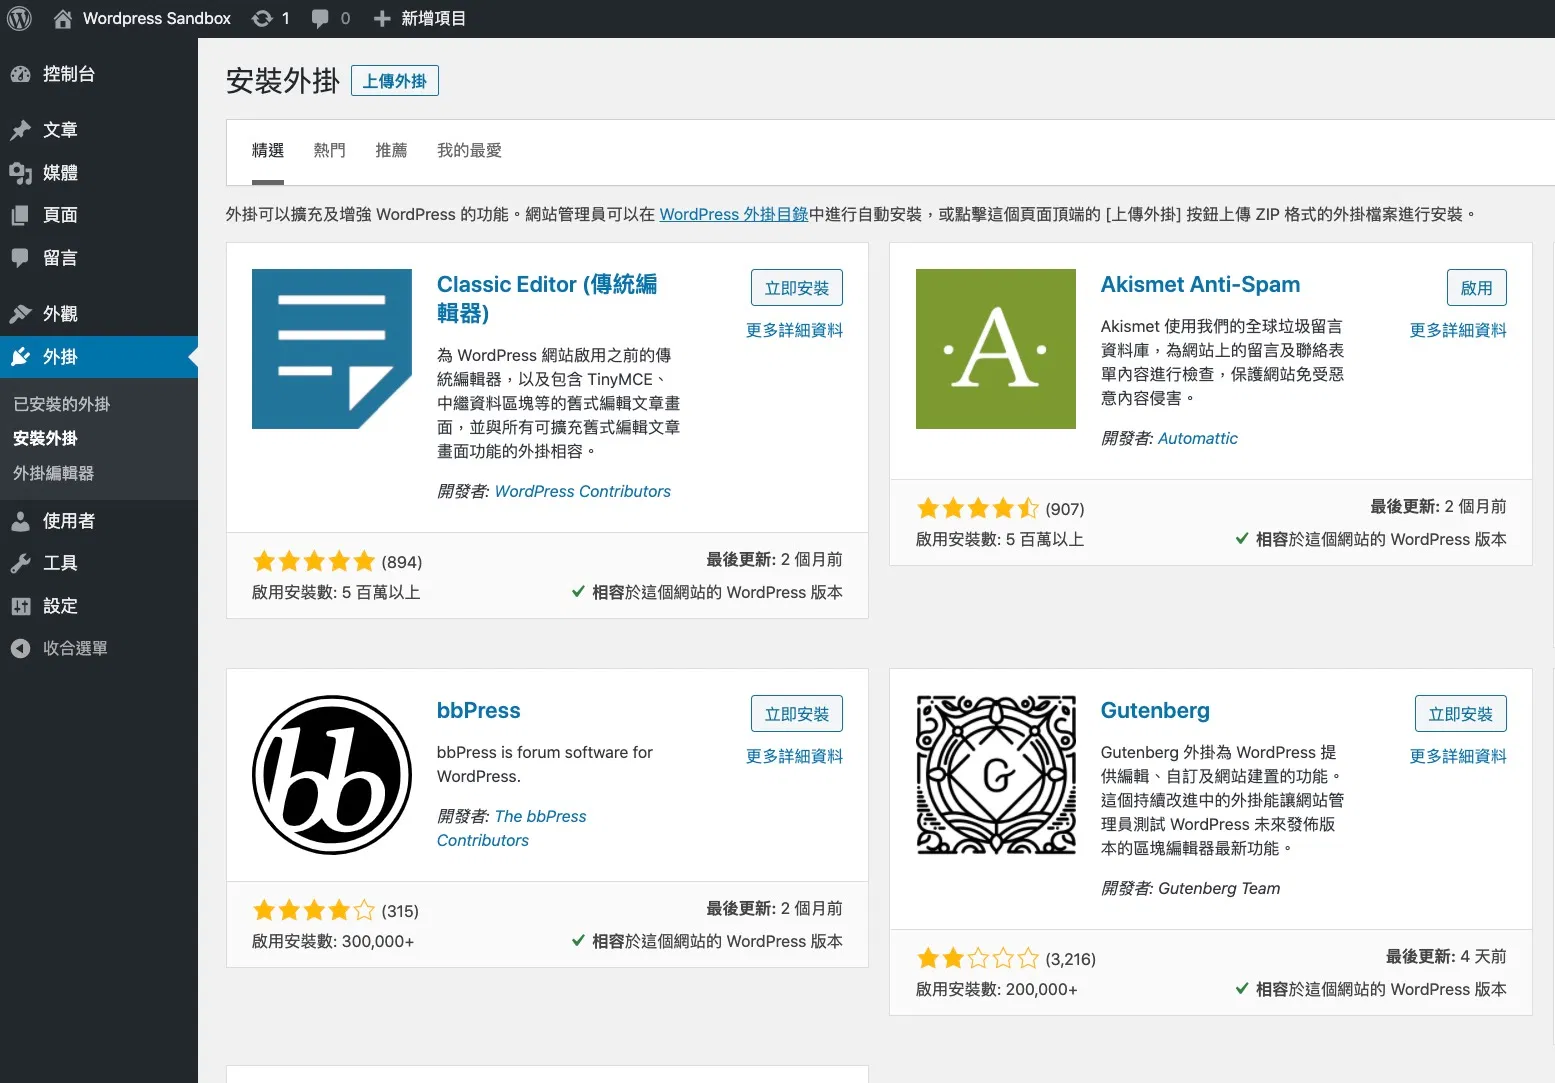 Wordpress Sandbox 1 0 新增項目
控制台
文章
媒體
頁面
留言
外觀
外掛
已安裝的外掛
安裝外掛
外掛編輯器
使用者
工具
設定
收合選單
安裝外掛 上傳外掛
精選 熱門 推薦 我的最愛
外掛可以擴充及增強 WordPress 的功能。網站管理員可以在 WordPress 外掛目錄中進行自動安裝，或點擊這個頁面頂端的 [上傳外掛] 按鈕上傳 ZIP 格式的外掛檔案進行安裝。
Classic Editor (傳統編
輯器)
立即安裝
更多詳細資料
為 WordPress 網站啟用之前的傳
統編輯器，以及包含 TinyMCE、
中繼資料區塊等的舊式編輯文章畫
面，並與所有可擴充舊式編輯文章
畫面功能的外掛相容。
開發者: WordPress Contributors
(894)
最後更新: 2 個月前
啟用安裝數: 5 百萬以上
相容於這個網站的 WordPress 版本
A
Akismet Anti-Spam
啟用
更多詳細資料
Akismet 使用我們的全球垃圾留言
資料庫，為網站上的留言及聯絡表
單內容進行檢查，保護網站免受惡
意內容侵害。
開發者: Automattic
(907)
最後更新: 2 個月前
啟用安裝數: 5 百萬以上
相容於這個網站的 WordPress 版本
bb
bbPress
立即安裝
更多詳細資料
bbPress is forum software for
WordPress.
開發者: The bbPress
Contributors
(315)
最後更新: 2 個月前
啟用安裝數: 300,000+
相容於這個網站的 WordPress 版本
G
Gutenberg
立即安裝
更多詳細資料
Gutenberg 外掛為 WordPress 提
供編輯、自訂及網站建置的功能。
這個持續改進中的外掛能讓網站管
理員測試 WordPress 未來發佈版
本的區塊編輯器最新功能。
開發者: Gutenberg Team
(3,216)
最後更新: 4 天前
啟用安裝數: 200,000+
相容於這個網站的 WordPress 版本